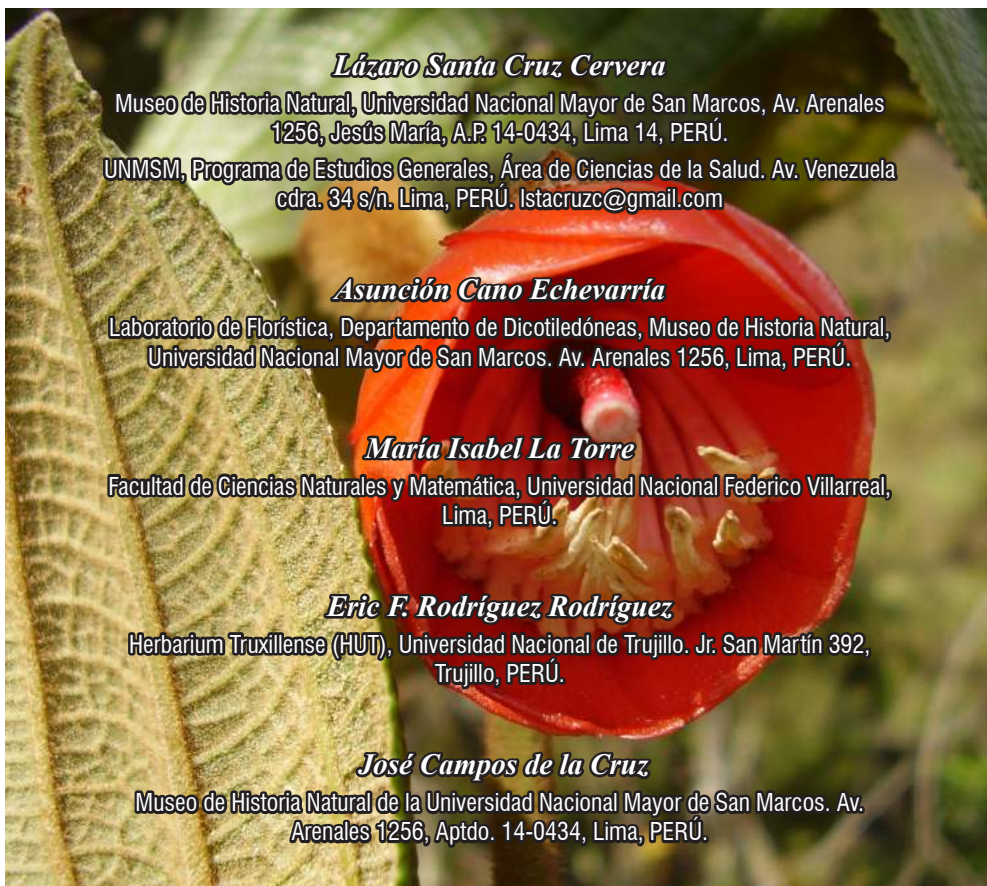 Lázaro Santa Cruz Cervera
Museo de Historia Natural, Universidad Nacional Mayor de San Marcos, Av. Arenales
1256, Jesús María, A.P. 14-0434, Lima 14, PERÚ.
UNMSM, Programa de Estudios Generales, Área de Ciencias de la Salud. Av. Venezuela
cdra. 34 s/n. Lima, PERÚ. lstacruzc@gmail.com
Asunción Cano Echevarría
Laboratorio de Florística, Departamento de Dicotiledóneas, Museo de Historia Natural,
Universidad Nacional Mayor de San Marcos. Av. Arenales 1256, Lima, PERÚ.
María Isabel La Torre
Facultad de Ciencias Naturales y Matemática, Universidad Nacional Federico Villarreal,
Lima, PERÚ.
Eric F. Rodríguez Rodríguez
Herbarium Truxillense (HUT), Universidad Nacional de Trujillo. Jr. San Martín 392,
Trujillo, PERÚ.
José Campos de la Cruz
Museo de Historia Natural de la Universidad Nacional Mayor de San Marcos. Av.
Arenales 1256, Aptdo. 14-0434, Lima, PERÚ.